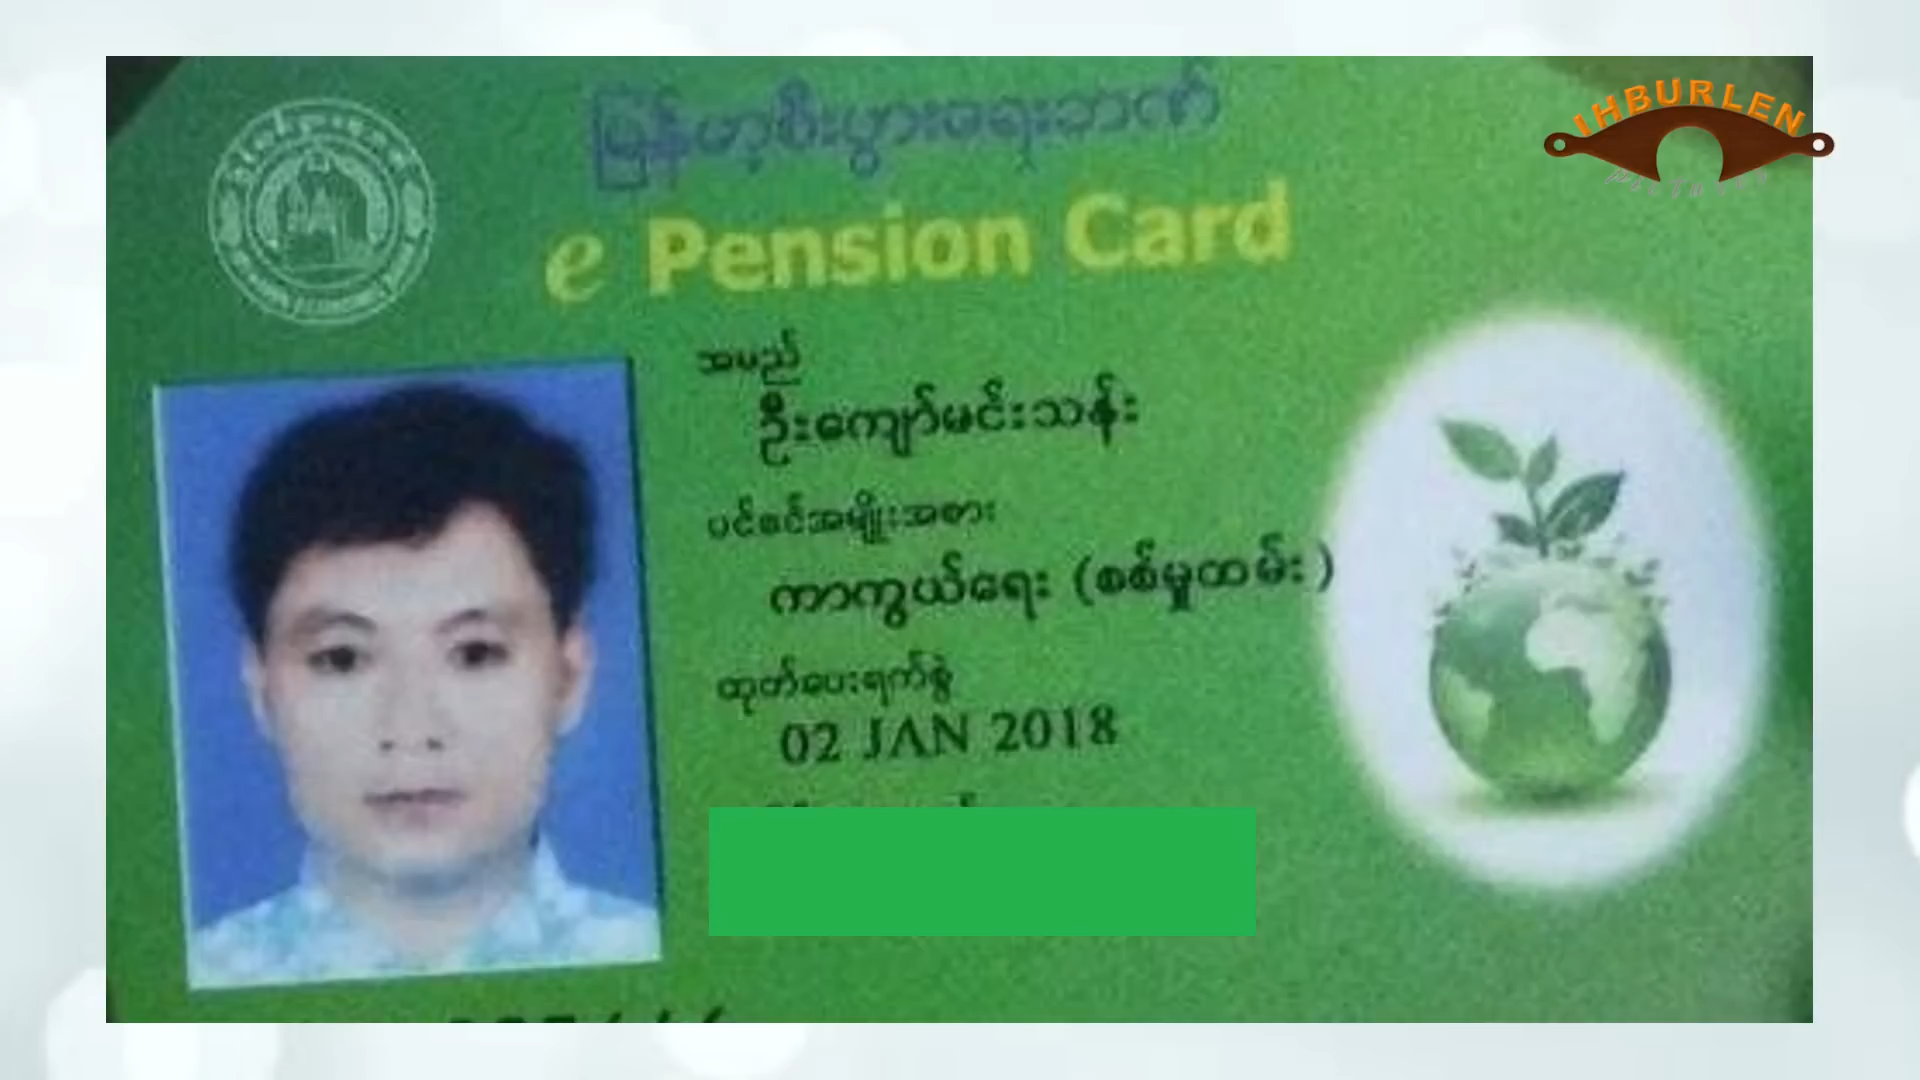 မြန်မာ့စီးပွားရေးဘဏ်
e Pension Card
အမည်
ဦးကျော်မင်းသန်း
ပင်စင်အမျိုးအစား
ကာကွယ်ရေး (စစ်မှုထမ်း)
ထုတ်ပေးရက်စွဲ
02 JAN 2018
JHBURLEN